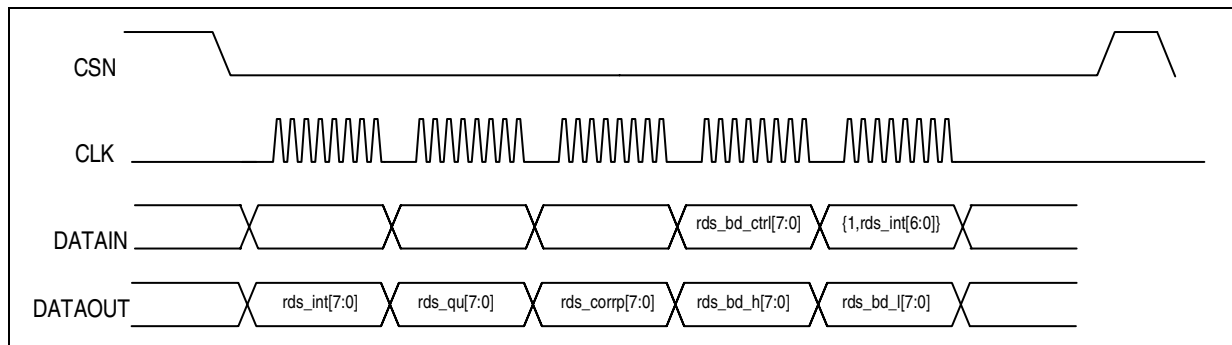 CSN
CLK
DATAIN rds_bd_ctrl[7:0] {1,rds_int[6:0]}
DATAOUT rds_int[7:0] rds_qu[7:0] rds_corrp[7:0] rds_bd_h[7:0] rds_bd_l[7:0]